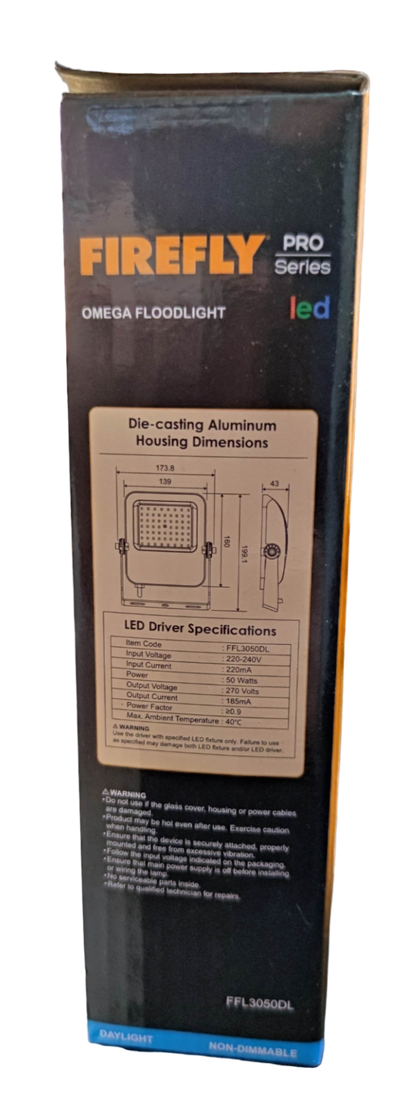 FIREFLY PRO Series
OMEGA FLOODLIGHT led
Die-casting Aluminum
Housing Dimensions
173.8
139
43
160
199.1
LED Driver Specifications
Item Code : FFL3050DL
Input Voltage : 220-240V
Input Current : 220mA
Power : 50 Watts
Output Voltage : 270 Volts
Output Current : 185mA
Power Factor : ≥0.9
Max. Ambient Temperature : 40°C
⚠ WARNING
Use the driver with specified LED fixture only. Failure to use
as specified may damage both LED fixture and/or LED driver.
⚠ WARNING
•Do not use if the glass cover, housing or power cables
are damaged.
•Product may be hot even after use. Exercise caution
when handling.
•Ensure that the device is securely attached, properly
mounted and free from excessive vibration.
•Follow the input voltage indicated on the packaging.
•Ensure that main power supply is off before installing
or wiring the lamp.
•No serviceable parts inside.
•Refer to qualified technician for repairs.
FFL3050DL
DAYLIGHT NON-DIMMABLE